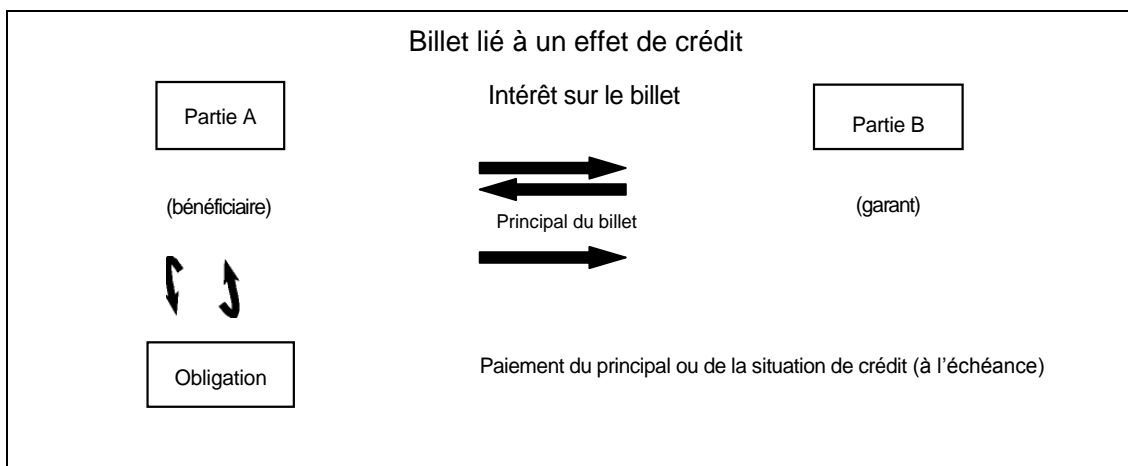 Billet lié à un effet de crédit
Intérêt sur le billet
Partie A
Partie B
(bénéficiaire)
(garant)
Principal du billet
Obligation
Paiement du principal ou de la situation de crédit (à l’échéance)